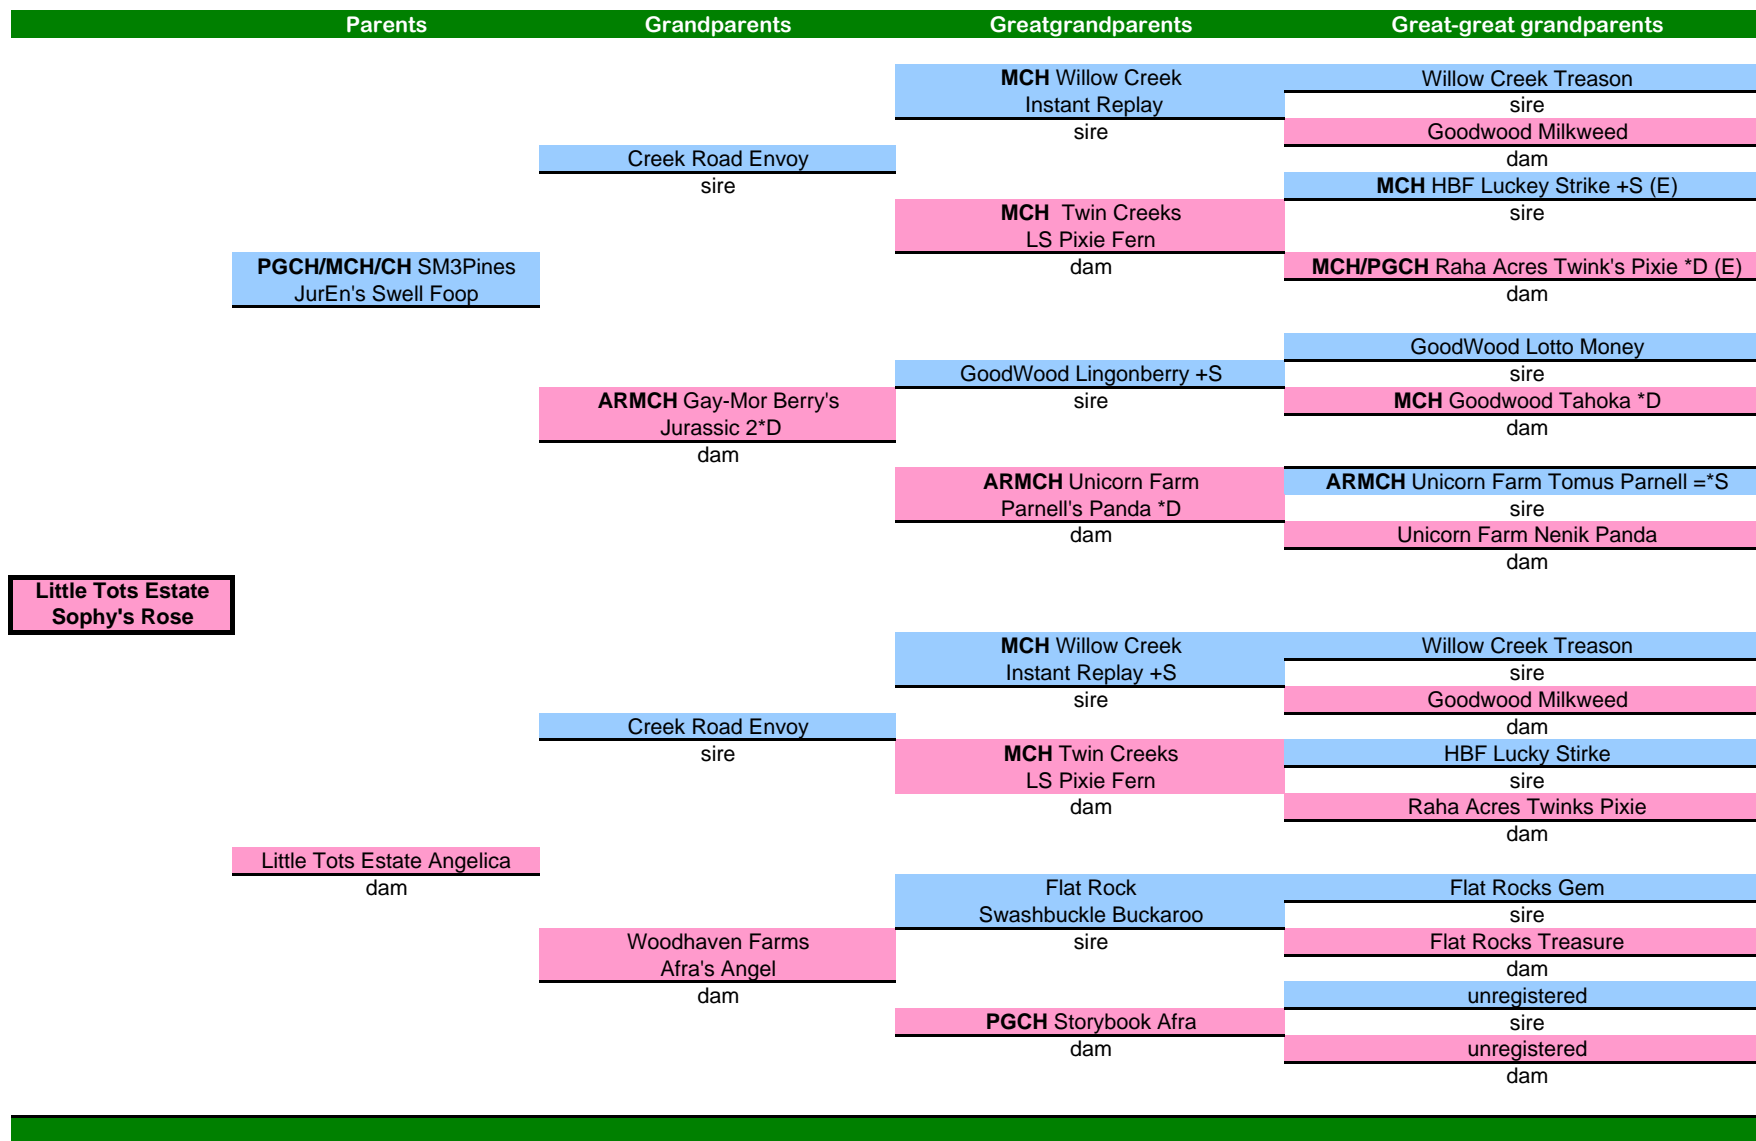 Parents Grandparents Greatgrandparents Great-great grandparents
MCH Willow Creek
Instant Replay
sire
Willow Creek Treason
sire
Goodwood Milkweed
dam
Creek Road Envoy
sire
MCH Twin Creeks
LS Pixie Fern
dam
MCH HBF Luckey Strike +S (E)
sire
MCH/PGCH Raha Acres Twink's Pixie *D (E)
dam
PGCH/MCH/CH SM3Pines
JurEn's Swell Foop
GoodWood Lingonberry +S
sire
GoodWood Lotto Money
sire
MCH Goodwood Tahoka *D
dam
ARMCH Gay-Mor Berry's
Jurassic 2*D
dam
ARMCH Unicorn Farm
Parnell's Panda *D
dam
ARMCH Unicorn Farm Tomus Parnell =*S
sire
Unicorn Farm Nenik Panda
dam
Little Tots Estate
Sophy's Rose
MCH Willow Creek
Instant Replay +S
sire
Willow Creek Treason
sire
Goodwood Milkweed
dam
Creek Road Envoy
sire
MCH Twin Creeks
LS Pixie Fern
dam
HBF Lucky Stirke
sire
Raha Acres Twinks Pixie
dam
Little Tots Estate Angelica
dam
Flat Rock
Swashbuckle Buckaroo
sire
Flat Rocks Gem
sire
Flat Rocks Treasure
dam
Woodhaven Farms
Afra's Angel
dam
PGCH Storybook Afra
dam
unregistered
sire
unregistered
dam